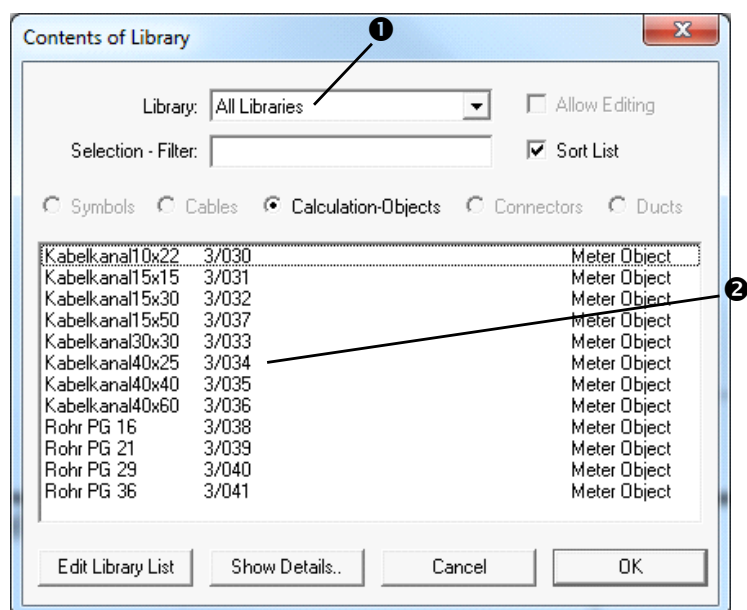 Contents of Library
❶
Library: All Libraries Allow Editing
Selection - Filter: Sort List
Symbols Cables Calculation-Objects Connectors Ducts
Kabelkanal10x22 3/030 Meter Object
Kabelkanal15x15 3/031 Meter Object
❷
Kabelkanal15x30 3/032 Meter Object
Kabelkanal15x50 3/037 Meter Object
Kabelkanal30x30 3/033 Meter Object
Kabelkanal40x25 3/034 Meter Object
Kabelkanal40x40 3/035 Meter Object
Kabelkanal40x60 3/036 Meter Object
Rohr PG 16 3/038 Meter Object
Rohr PG 21 3/039 Meter Object
Rohr PG 29 3/040 Meter Object
Rohr PG 36 3/041 Meter Object
Edit Library List Show Details.. Cancel OK